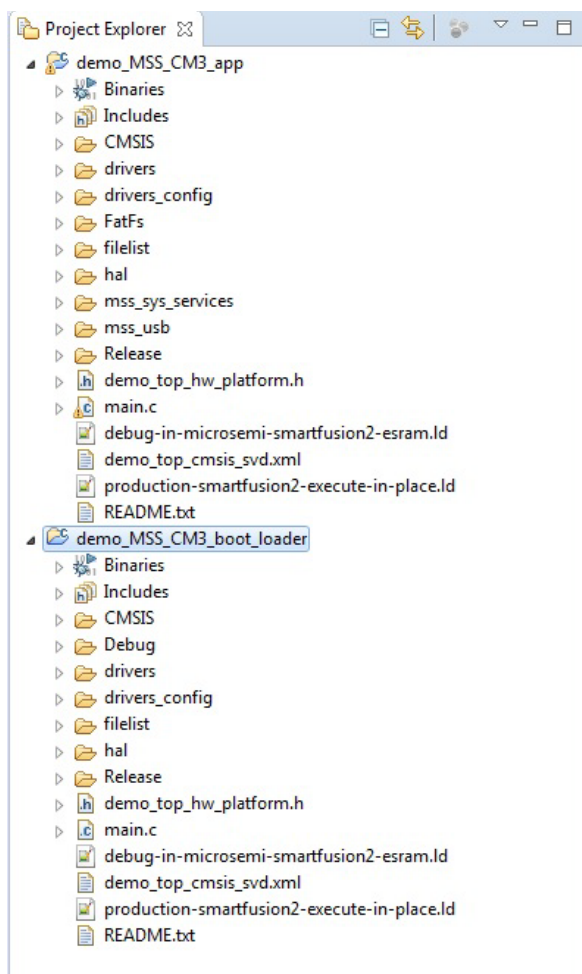 Project Explorer
demo_MSS_CM3_app
Binaries
Includes
CMSIS
drivers
drivers_config
FatFs
filelist
hal
mss_sys_services
mss_usb
Release
demo_top_hw_platform.h
main.c
debug-in-microsemi-smartfusion2-esram.ld
demo_top_cmsis_svd.xml
production-smartfusion2-execute-in-place.ld
README.txt
demo_MSS_CM3_boot_loader
Binaries
Includes
CMSIS
Debug
drivers
drivers_config
filelist
hal
Release
demo_top_hw_platform.h
main.c
debug-in-microsemi-smartfusion2-esram.ld
demo_top_cmsis_svd.xml
production-smartfusion2-execute-in-place.ld
README.txt